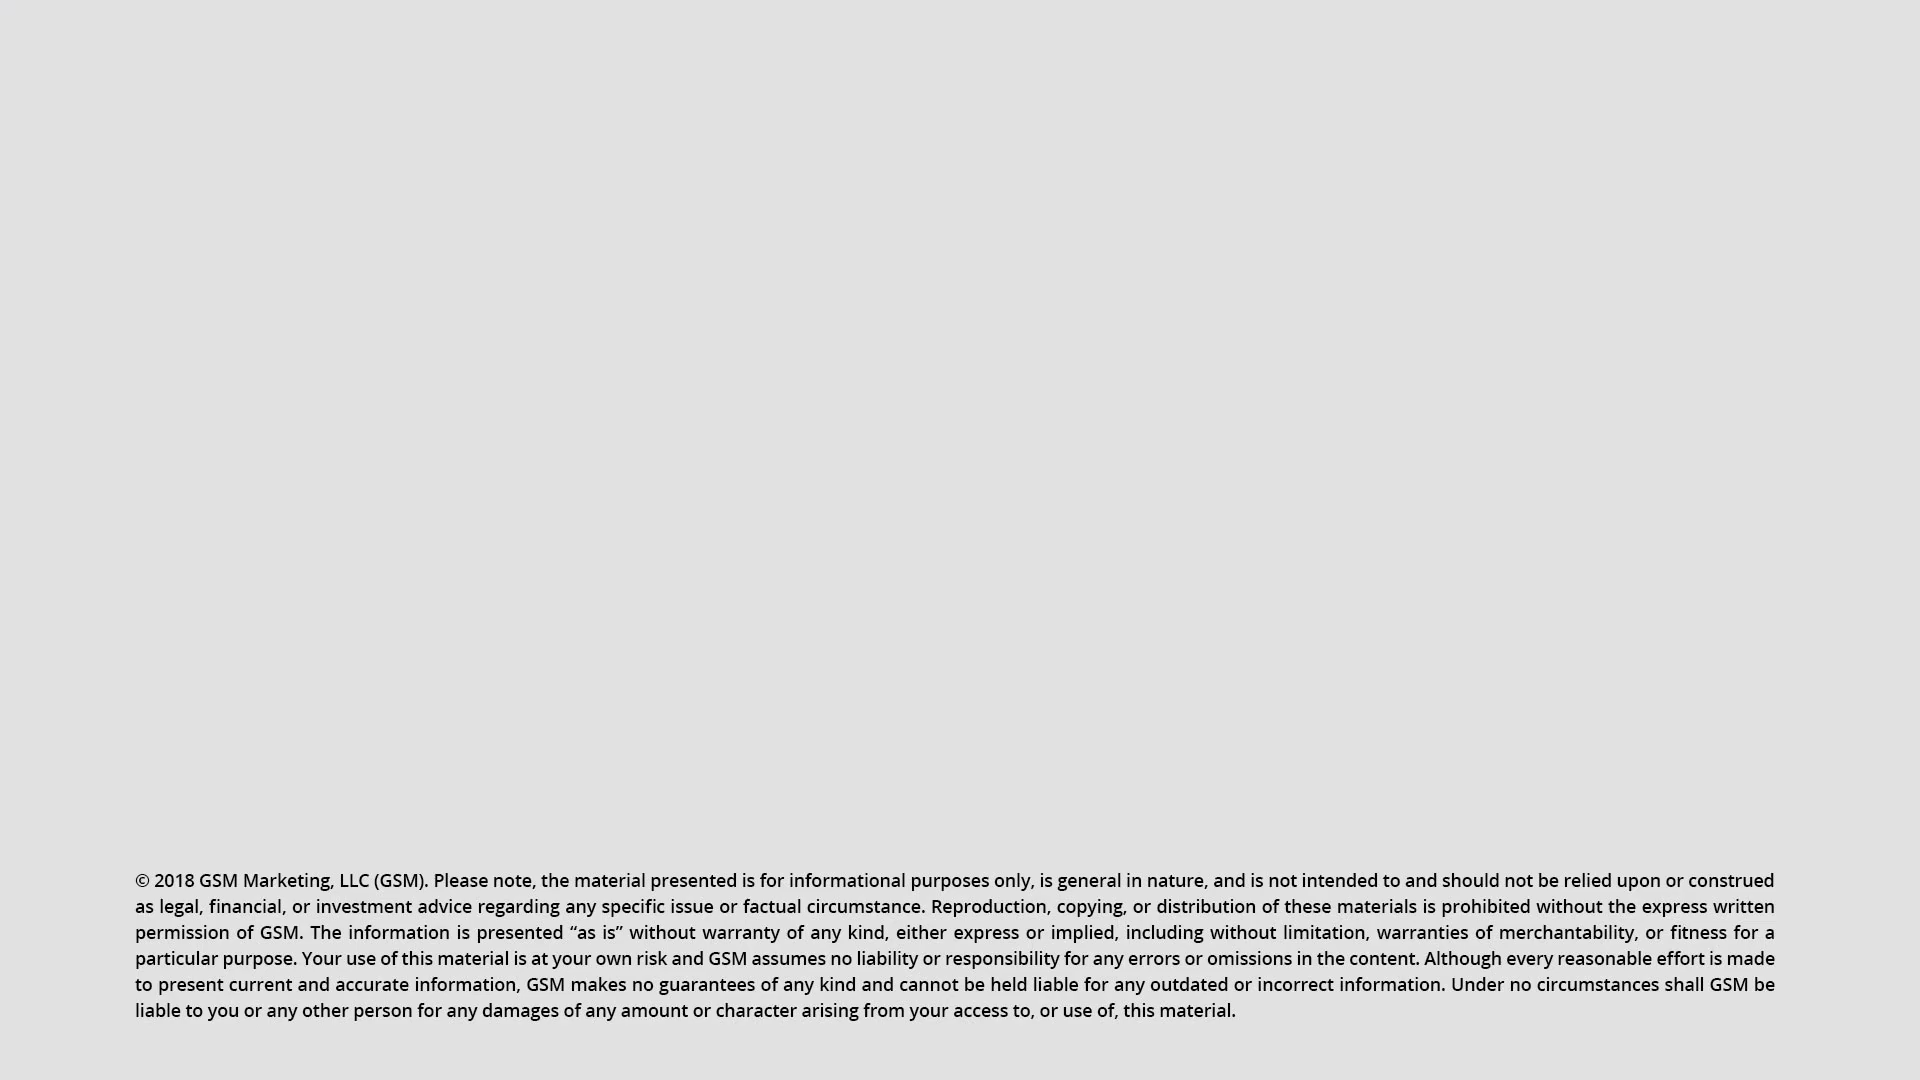 © 2018 GSM Marketing, LLC (GSM). Please note, the material presented is for informational purposes only, is general in nature, and is not intended to and should not be relied upon or construed
as legal, financial, or investment advice regarding any specific issue or factual circumstance. Reproduction, copying, or distribution of these materials is prohibited without the express written
permission of GSM. The information is presented “as is” without warranty of any kind, either express or implied, including without limitation, warranties of merchantability, or fitness for a
particular purpose. Your use of this material is at your own risk and GSM assumes no liability or responsibility for any errors or omissions in the content. Although every reasonable effort is made
to present current and accurate information, GSM makes no guarantees of any kind and cannot be held liable for any outdated or incorrect information. Under no circumstances shall GSM be
liable to you or any other person for any damages of any amount or character arising from your access to, or use of, this material.